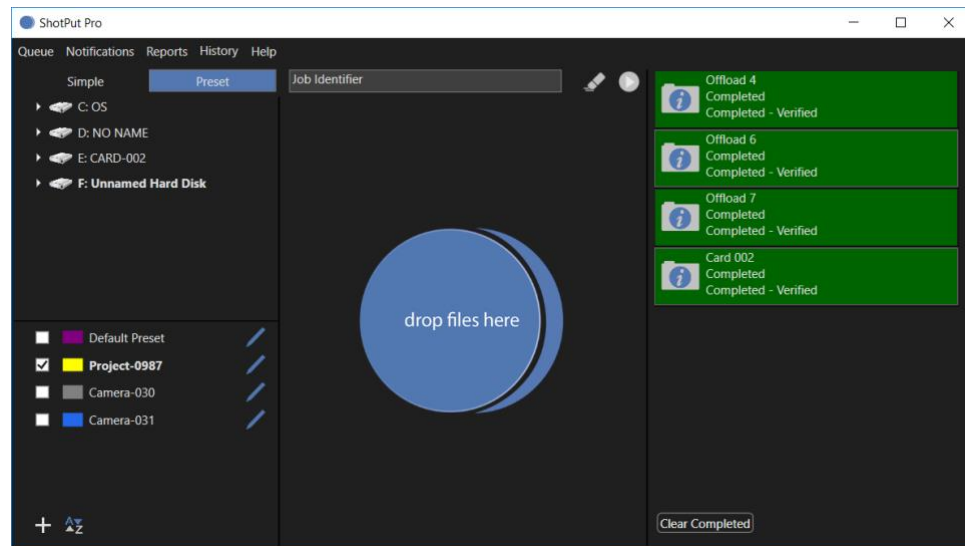 ShotPut Pro
Queue Notifications Reports History Help
Simple Preset
C: OS
D: NO NAME
E: CARD-002
F: Unnamed Hard Disk
Default Preset
Project-0987
Camera-030
Camera-031
A
Z
Job Identifier
drop files here
Offload 4
Completed
Completed - Verified
Offload 6
Completed
Completed - Verified
Offload 7
Completed
Completed - Verified
Card 002
Completed
Completed - Verified
Clear Completed